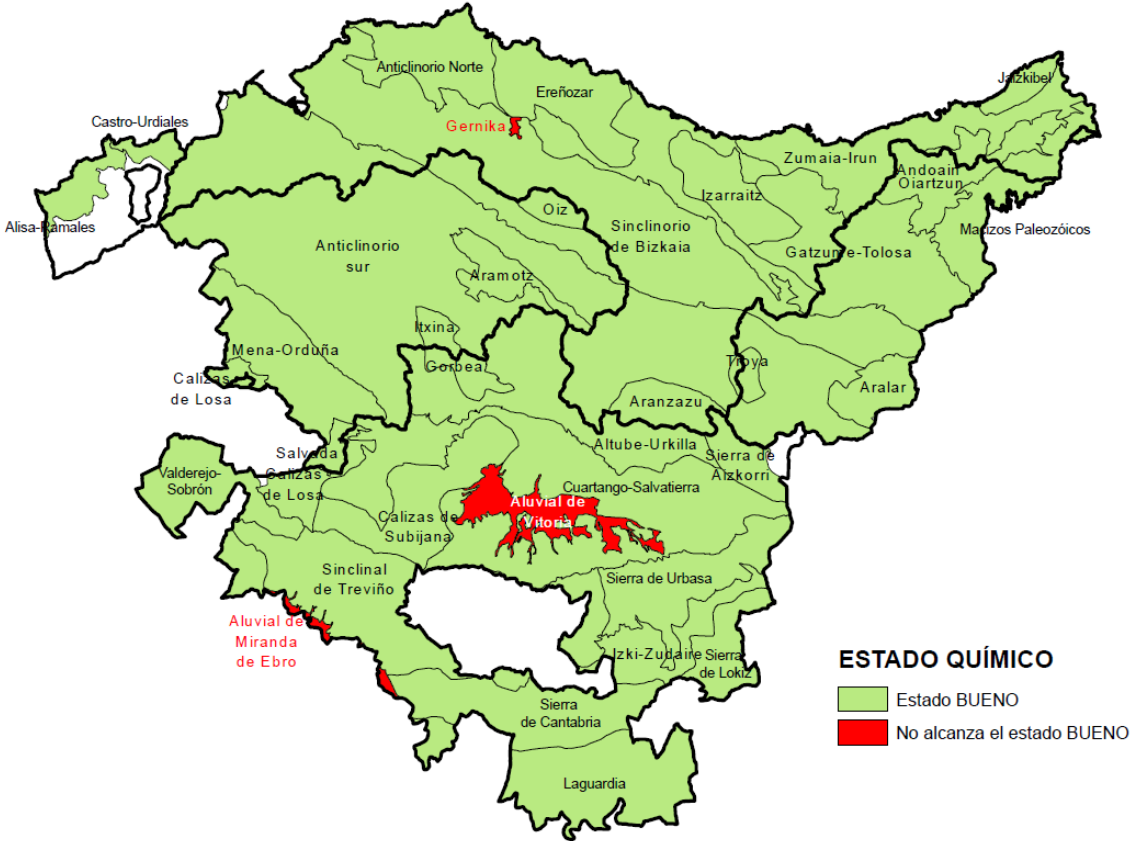 Anticlinorio Norte
Jaizkibel
Ereñozar
Castro-Urdiales
Gernika
Zumaia-Irun
Andoain
Oiartzun
Izarraitz
Oiz
Alisa-Ramales
Sinclinorio
de Bizkaia
Macizos Paleozóicos
Anticlinorio
sur
Gatzume-Tolosa
Aramotz
Itxina
Mena-Orduña
Gorbea
Troya
Calizas
de Losa
Aralar
Aranzazu
Altube-Urkilla
Salvada
Sierra de
Aizkorri
Valderejo-
Sobrón
Calizas
de Losa
Cuartango-Salvatierra
Aluvial de
Vitoria
Calizas de
Subijana
Sinclinal
de Treviño
Sierra de Urbasa
Aluvial de
Miranda
de Ebro
Izki-Zudaire
Sierra
de Lokiz
ESTADO QUÍMICO
Estado BUENO
No alcanza el estado BUENO
Sierra
de Cantabria
Laguardia